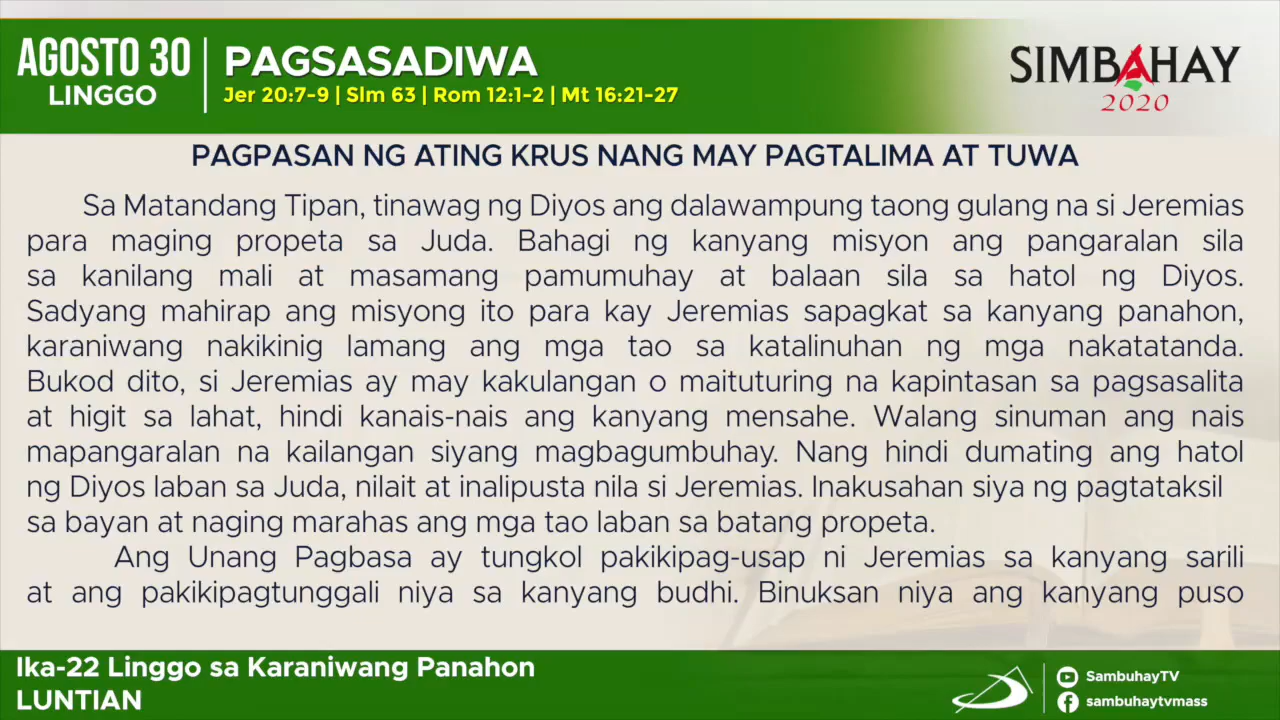 AGOSTO 30
LINGGO
PAGSASADIWA
Jer 20:7-9 | Slm 63 | Rom 12:1-2 | Mt 16:21-27
SIMBAHAY
2020
PAGPASAN NG ATING KRUS NANG MAY PAGTALIMA AT TUWA
Sa Matandang Tipan, tinawag ng Diyos ang dalawampung taong gulang na si Jeremias
para maging propeta sa Juda. Bahagi ng kanyang misyon ang pangaralan sila
sa kanilang mali at masamang pamumuhay at balaan sila sa hatol ng Diyos.
Sadyang mahirap ang misyong ito para kay Jeremias sapagkat sa kanyang panahon,
karaniwang nakikinig lamang ang mga tao sa katalinuhan ng mga nakatatanda.
Bukod dito, si Jeremias ay may kakulangan o maituturing na kapintasan sa pagsasalita
at higit sa lahat, hindi kanais-nais ang kanyang mensahe. Walang sinuman ang nais
mapangaralan na kailangan siyang magbagumbuhay. Nang hindi dumating ang hatol
ng Diyos laban sa Juda, nilait at inalipusta nila si Jeremias. Inakusahan siya ng pagtataksil
sa bayan at naging marahas ang mga tao laban sa batang propeta.
Ang Unang Pagbasa ay tungkol pakikipag-usap ni Jeremias sa kanyang sarili
at ang pakikipagtunggali niya sa kanyang budhi. Binuksan niya ang kanyang puso
Ika-22 Linggo sa Karaniwang Panahon
LUNTIAN
SambuhayTV
sambuhaytvmass